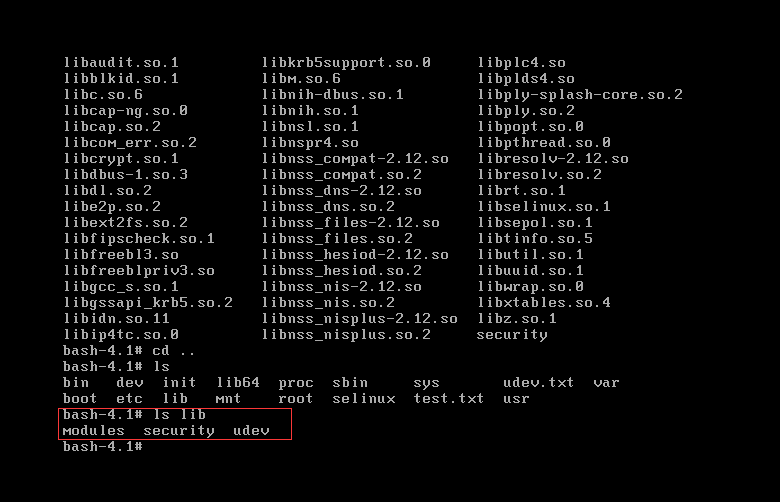 libaudit.so.1 libkrb5support.so.0 libplc4.so
libblkid.so.1 libm.so.6 libplds4.so
libc.so.6 libnih-dbus.so.1 libply-splash-core.so.2
libcap-ng.so.0 libnih.so.1 libply.so.2
libcap.so.2 libnsl.so.1 libpopt.so.0
libcom_err.so.2 libnspr4.so libpthread.so.0
libcrypt.so.1 libnss_compat-2.12.so libresolv-2.12.so
libdbus-1.so.3 libnss_compat.so.2 libresolv.so.2
libdl.so.2 libnss_dns-2.12.so librt.so.1
libe2p.so.2 libnss_dns.so.2 libselinux.so.1
libext2fs.so.2 libnss_files-2.12.so libsepol.so.1
libfipscheck.so.1 libnss_files.so.2 libtinfo.so.5
libfreebl3.so libnss_hesiod-2.12.so libutil.so.1
libfreeblpriv3.so libnss_hesiod.so.2 libuuid.so.1
libgcc_s.so.1 libnss_nis-2.12.so libwrap.so.0
libgssapi_krb5.so.2 libnss_nis.so.2 libxtables.so.4
libidn.so.11 libnss_nisplus-2.12.so libz.so.1
libip4tc.so.0 libnss_nisplus.so.2 security
bash-4.1# cd ..
bash-4.1# ls
bin dev init lib64 proc sbin sys udev.txt var
boot etc lib mnt root selinux test.txt usr
bash-4.1# ls lib
modules security udev
bash-4.1#